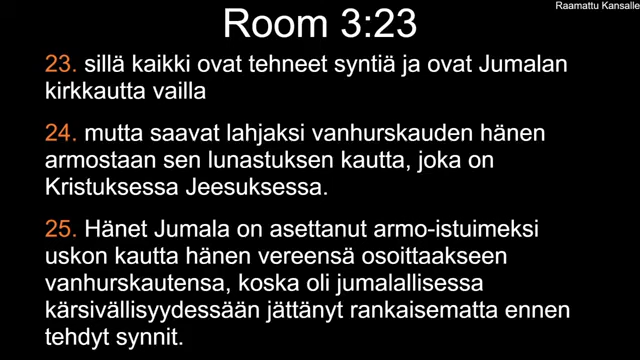 Raamattu Kansalle
Room 3:23
23. sillä kaikki ovat tehneet syntiä ja ovat Jumalan
kirkkautta vailla
24. mutta saavat lahjaksi vanhurskauden hänen
armostaan sen lunastuksen kautta, joka on
Kristuksessa Jeesuksessa.
25. Hänet Jumala on asettanut armo-istuimeksi
uskon kautta hänen vereensä osoittaakseen
vanhurskautensa, koska oli jumalallisessa
kärsivällisyydessään jättänyt rankaisematta ennen
tehdyt synnit.